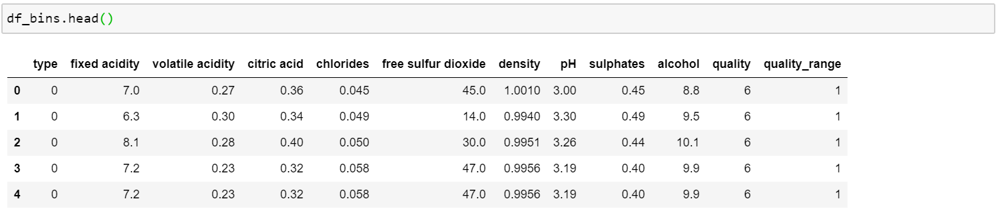 df_bins.head()
type fixed acidity volatile acidity citric acid chlorides free sulfur dioxide density pH sulphates alcohol quality quality_range
0 0 7.0 0.27 0.36 0.045 45.0 1.0010 3.00 0.45 8.8 6 1
1 0 6.3 0.30 0.34 0.049 14.0 0.9940 3.30 0.49 9.5 6 1
2 0 8.1 0.28 0.40 0.050 30.0 0.9951 3.26 0.44 10.1 6 1
3 0 7.2 0.23 0.32 0.058 47.0 0.9956 3.19 0.40 9.9 6 1
4 0 7.2 0.23 0.32 0.058 47.0 0.9956 3.19 0.40 9.9 6 1